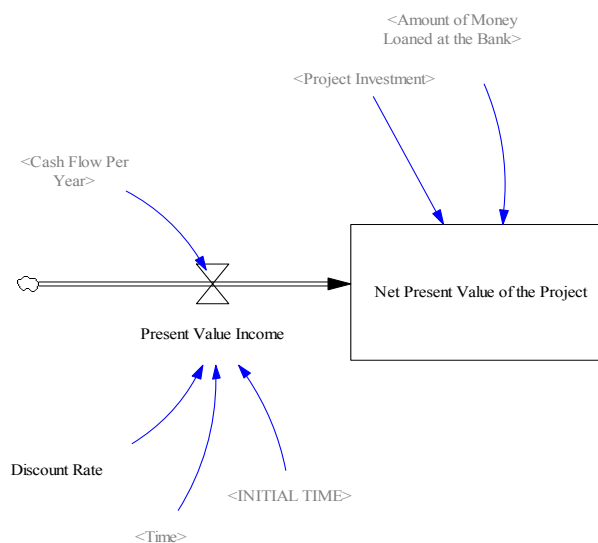 <Amount of Money
Loaned at the Bank>
<Project Investment>
<Cash Flow Per
Year>
Net Present Value of the Project
Present Value Income
Discount Rate
<INITIAL TIME>
<Time>